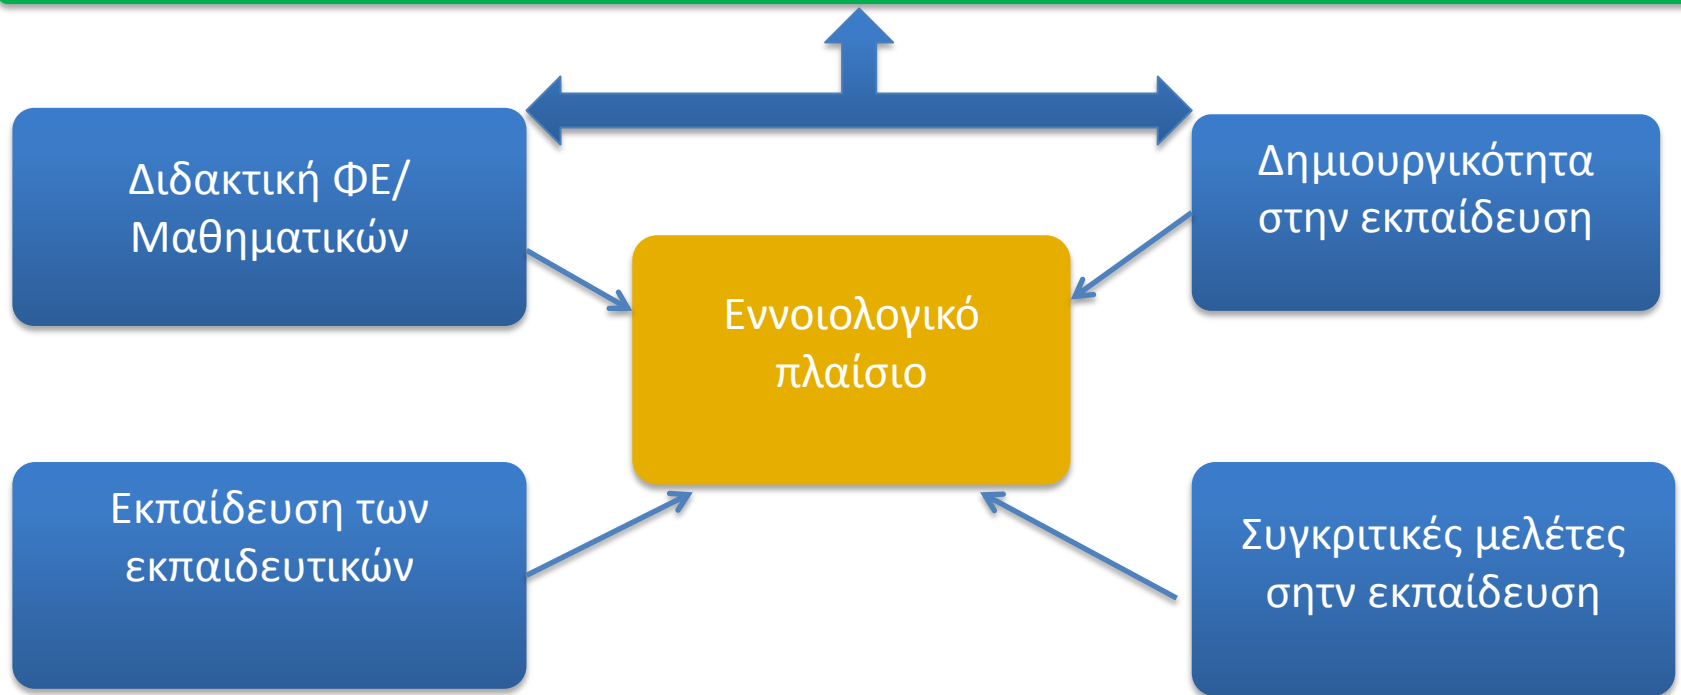 Διδακτική ΦΕ/
Μαθηματικών
Δημιουργικότητα
στην εκπαίδευση
Εννοιολογικό
πλαίσιο
Εκπαίδευση των
εκπαιδευτικών
Συγκριτικές μελέτες
σητν εκπαίδευση